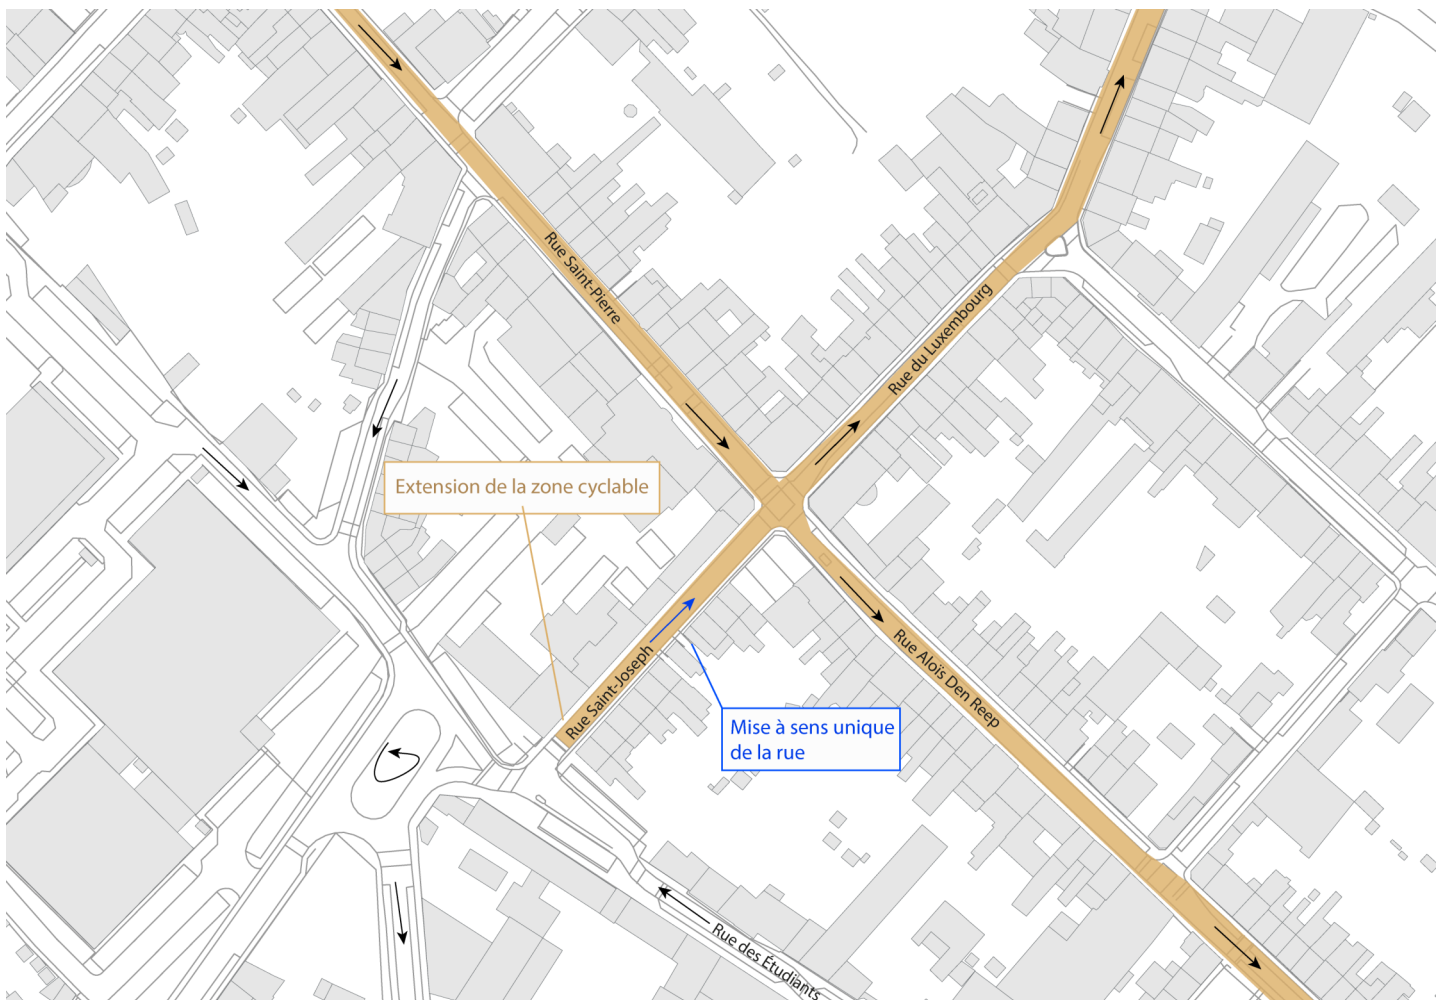 Rue Saint-Pierre
Rue du Luxembourg
Extension de la zone cyclable
Rue Saint-Joseph
Rue Aloïs Den Reep
Mise à sens unique
de la rue
Rue des Étudiants